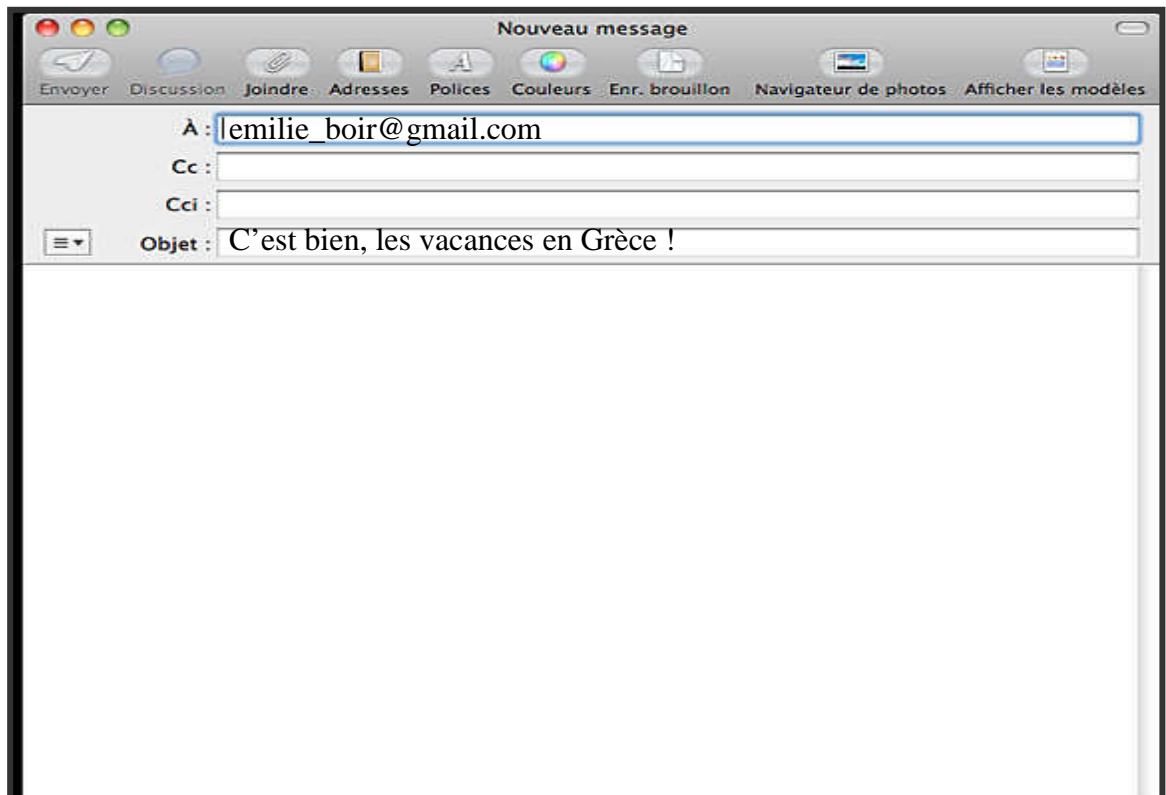 Nouveau message
Envoyer Discussion Joindre Adresses Polices Couleurs Enr. brouillon Navigateur de photos Afficher les modèles
À : emilie_boir@gmail.com
Cc :
Cci :
Objet : C’est bien, les vacances en Grèce !